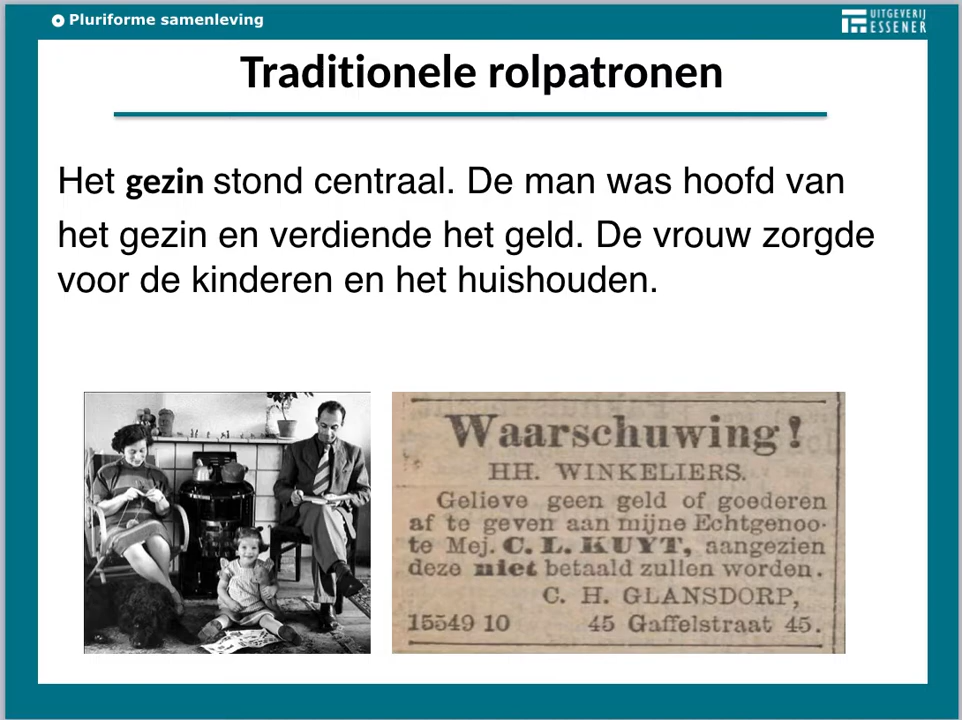 Pluriforme samenleving
UITGEVERIJ
ESSENER
Traditionele rolpatronen
Het gezin stond centraal. De man was hoofd van
het gezin en verdiende het geld. De vrouw zorgde
voor de kinderen en het huishouden.
Waarschuwing!
HH. WINKELIERS.
Gelieve geen geld of goederen
af te geven aan mijne Echtgenoo-
te Mej. C. L. KUYT, aangezien
deze niet betaald zullen worden.
C. H. GLANSDORP,
15549 10 45 Gaffelstraat 45.